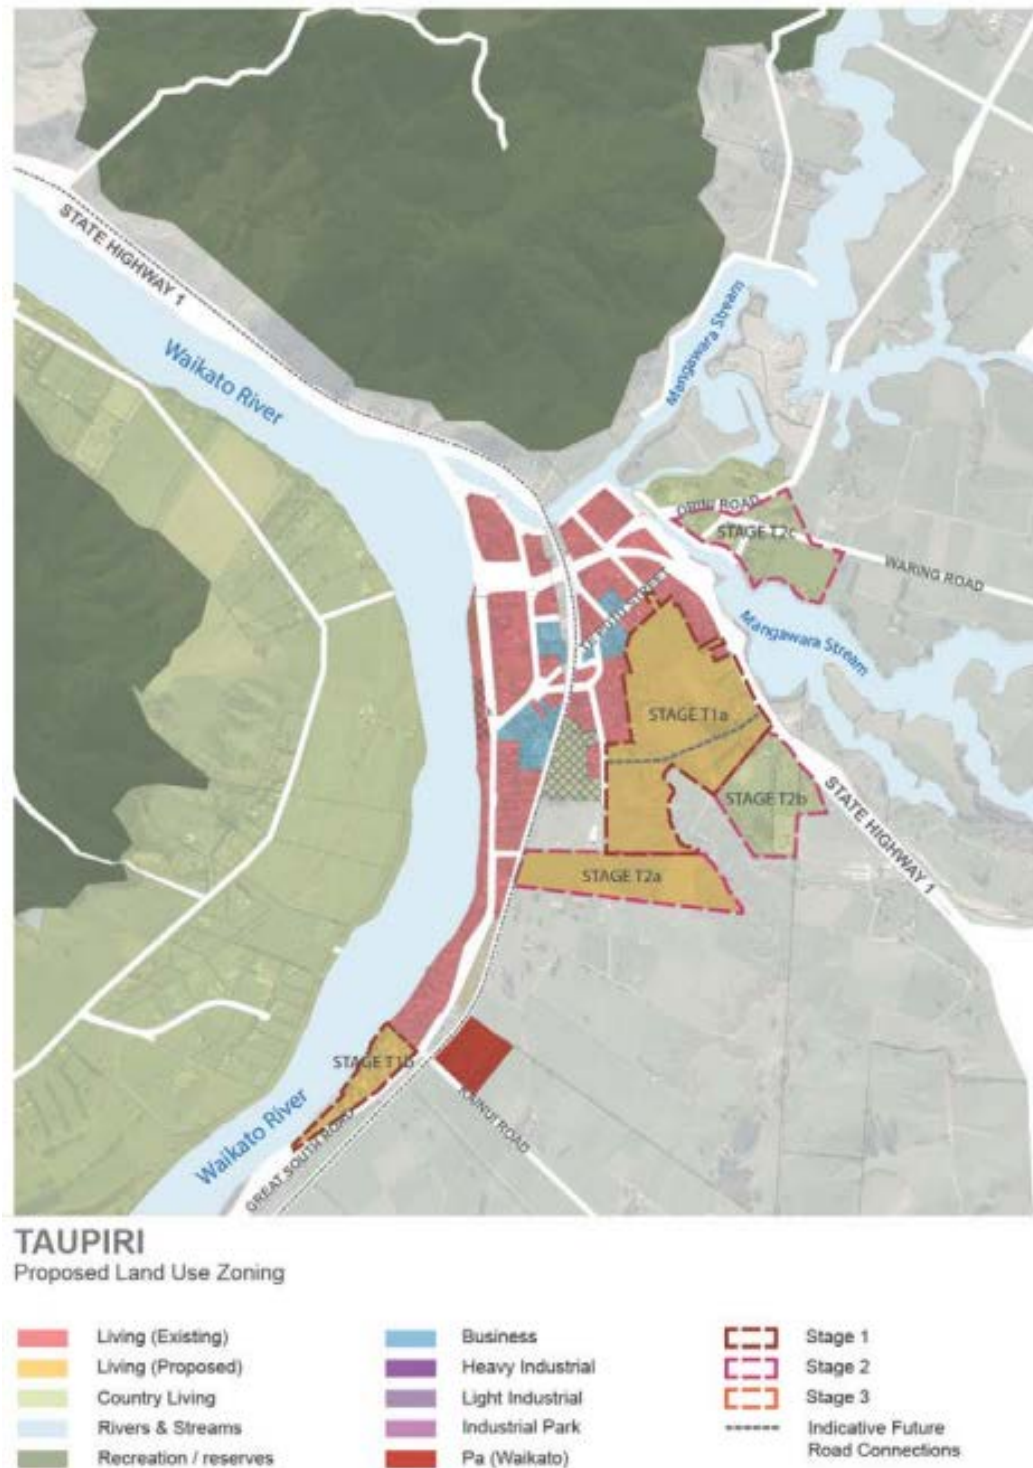 STATE HIGHWAY 1
Waikato River
Mangawara Stream
ORINI ROAD
STAGE T2c
WARING ROAD
Mangawara Stream
STAGE T1a
STAGE T2b
STATE HIGHWAY 1
STAGE T2a
STAGE T1b
Waikato River
GREAT SOUTH ROAD
KAINUI ROAD
TAUPIRI
Proposed Land Use Zoning
Living (Existing)
Living (Proposed)
Country Living
Rivers & Streams
Recreation / reserves
Business
Heavy Industrial
Light Industrial
Industrial Park
Pa (Waikato)
Stage 1
Stage 2
Stage 3
Indicative Future
Road Connections